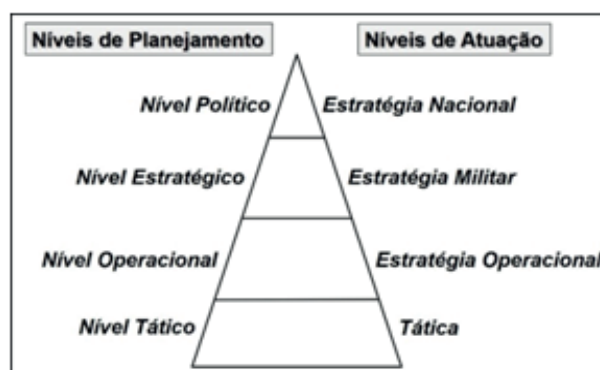 Níveis de Planejamento Níveis de Atuação
Nível Político Estratégia Nacional
Nível Estratégico Estratégia Militar
Nível Operacional Estratégia Operacional
Nível Tático Tática